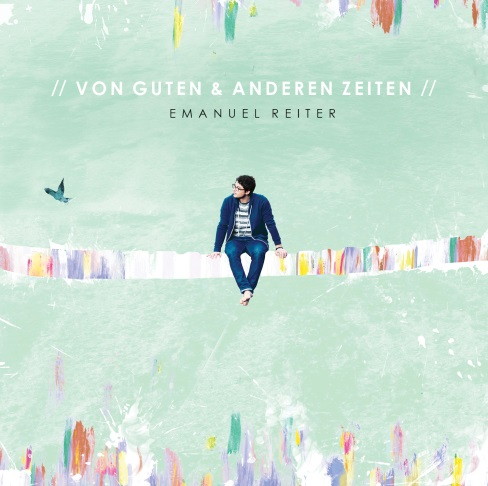 // VON GUTEN & ANDEREN ZEITEN //
EMANUEL REITER